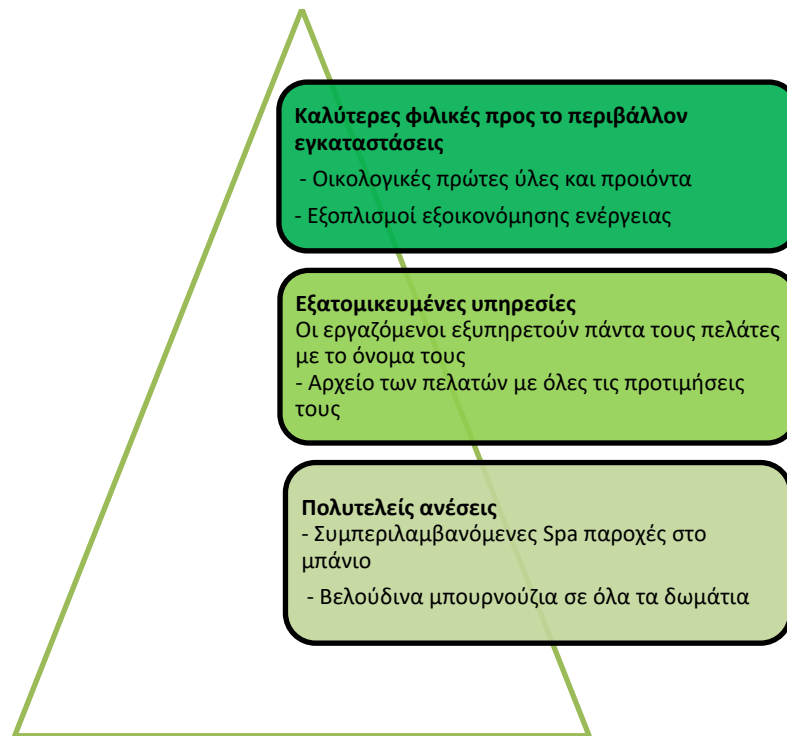 Καλύτερες φιλικές προς το περιβάλλον
εγκαταστάσεις
- Οικολογικές πρώτες ύλες και προιόντα
- Εξοπλισμοί εξοικονόμησης ενέργειας
Εξατομικευμένες υπηρεσίες
Οι εργαζόμενοι εξυπηρετούν πάντα τους πελάτες
με το όνομα τους
- Αρχείο των πελατών με όλες τις προτιμήσεις
τους
Πολυτελείς ανέσεις
- Συμπεριλαμβανόμενες Spa παροχές στο
μπάνιο
- Βελούδινα μπουρνούζια σε όλα τα δωμάτια